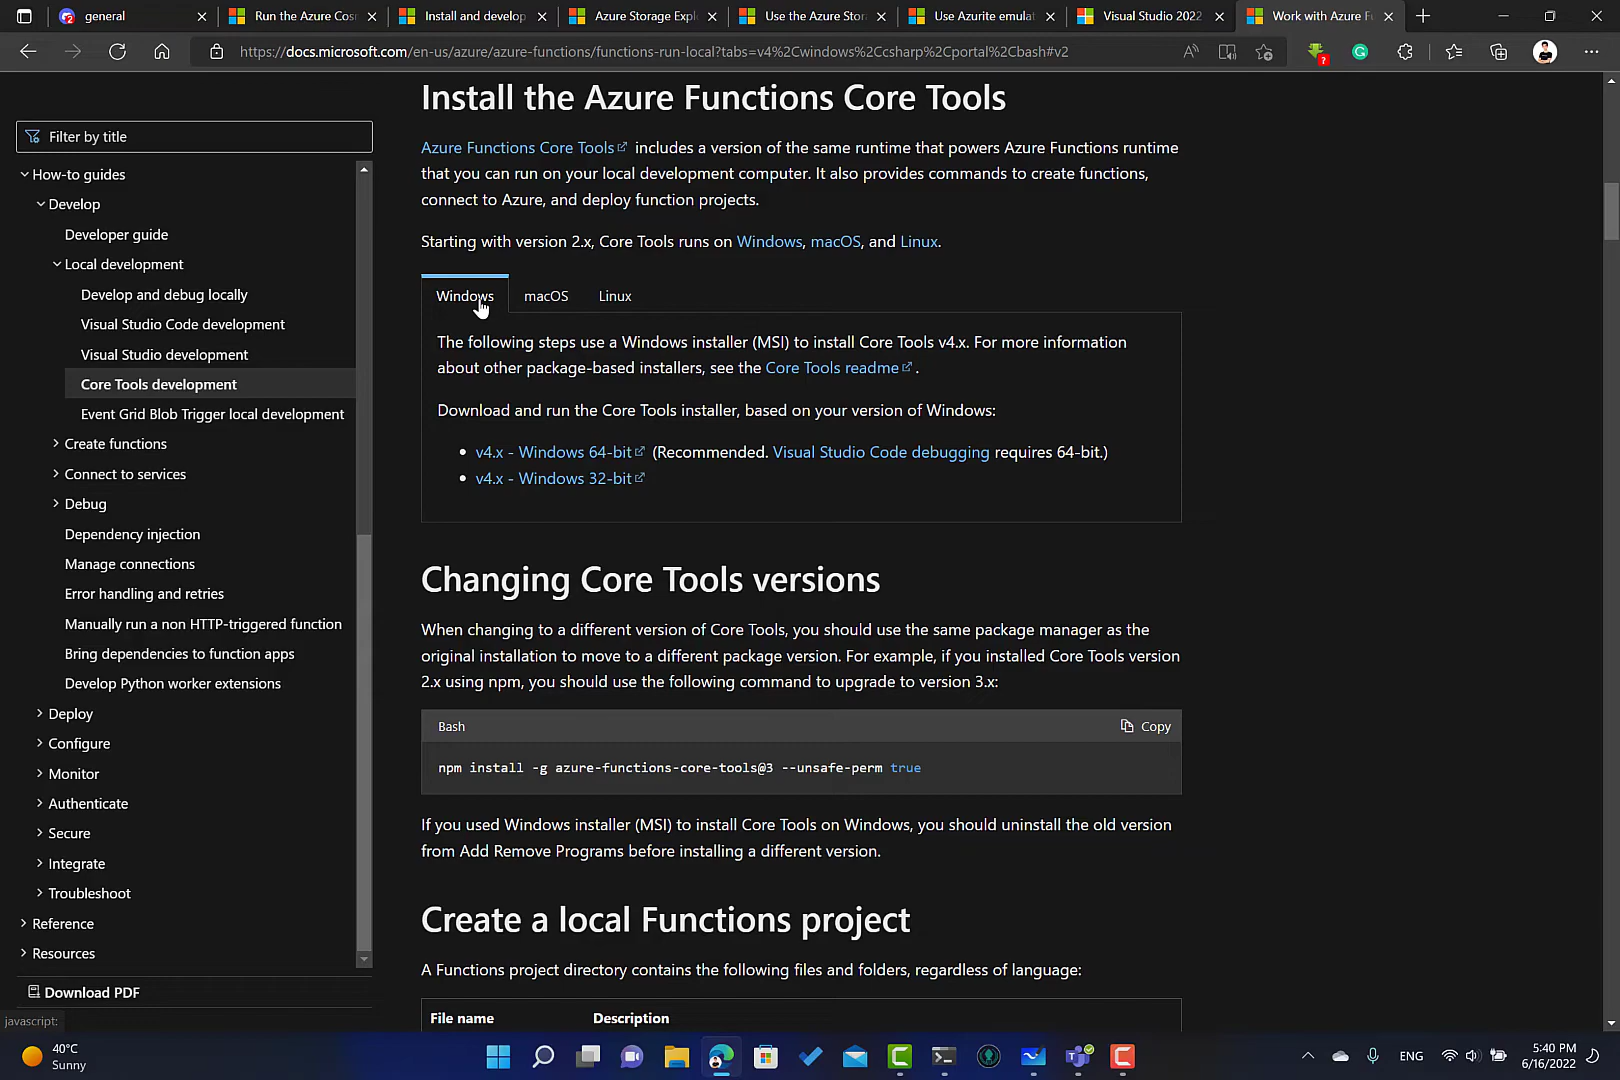 general
Run the Azure Cos
Install and develop
Azure Storage Expl
Use the Azure Stor
Use Azurite emulat
Visual Studio 2022
Work with Azure Fu
https://docs.microsoft.com/en-us/azure/azure-functions/functions-run-local?tabs=v4%2Cwindows%2Ccsharp%2Cportal%2Cbash#v2
Filter by title
How-to guides
Develop
Developer guide
Local development
Develop and debug locally
Visual Studio Code development
Visual Studio development
Core Tools development
Event Grid Blob Trigger local development
Create functions
Connect to services
Debug
Dependency injection
Manage connections
Error handling and retries
Manually run a non HTTP-triggered function
Bring dependencies to function apps
Develop Python worker extensions
Deploy
Configure
Monitor
Authenticate
Secure
Integrate
Troubleshoot
Reference
Resources
Download PDF
javascript:
Install the Azure Functions Core Tools
Azure Functions Core Tools includes a version of the same runtime that powers Azure Functions runtime
that you can run on your local development computer. It also provides commands to create functions,
connect to Azure, and deploy function projects.
Starting with version 2.x, Core Tools runs on Windows, macOS, and Linux.
Windows macOS Linux
The following steps use a Windows installer (MSI) to install Core Tools v4.x. For more information
about other package-based installers, see the Core Tools readme .
Download and run the Core Tools installer, based on your version of Windows:
• v4.x - Windows 64-bit (Recommended. Visual Studio Code debugging requires 64-bit.)
• v4.x - Windows 32-bit
Changing Core Tools versions
When changing to a different version of Core Tools, you should use the same package manager as the
original installation to move to a different package version. For example, if you installed Core Tools version
2.x using npm, you should use the following command to upgrade to version 3.x:
Bash Copy
npm install -g azure-functions-core-tools@3 --unsafe-perm true
If you used Windows installer (MSI) to install Core Tools on Windows, you should uninstall the old version
from Add Remove Programs before installing a different version.
Create a local Functions project
A Functions project directory contains the following files and folders, regardless of language:
File name Description
40°C
Sunny
ENG
5:40 PM
6/16/2022